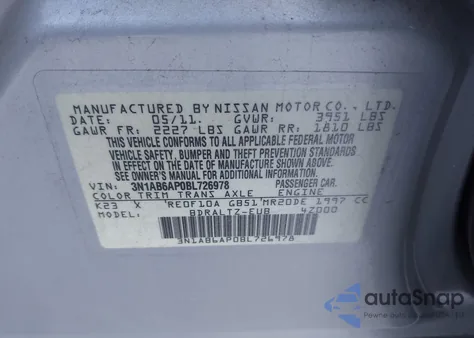 MANUFACTURED BY NISSAN MOTOR CO., LTD.
DATE: 05/11. GVWR: 3951 LBS
GAWR FR: 2227 LBS GAWR RR: 1810 LBS
THIS VEHICLE CONFORMS TO ALL APPLICABLE FEDERAL MOTOR
VEHICLE SAFETY, BUMPER AND THEFT PREVENTION
STANDARDS IN EFFECT ON THE
DATE OF MANUFACTURE SHOWN ABOVE.
SEE OWNER'S MANUAL FOR ADDITIONAL INFORMATION.
VIN: 3N1AB6AP0BL726978 PASSENGER CAR.
COLOR TRIM TRANS AXLE ENGINE
K23 X RE0F10A GB51 MR20DE 1997 CC
MODEL: BDRALTZ-EUB 4Z000
3N1AB6AP0BL726978
autoSnap